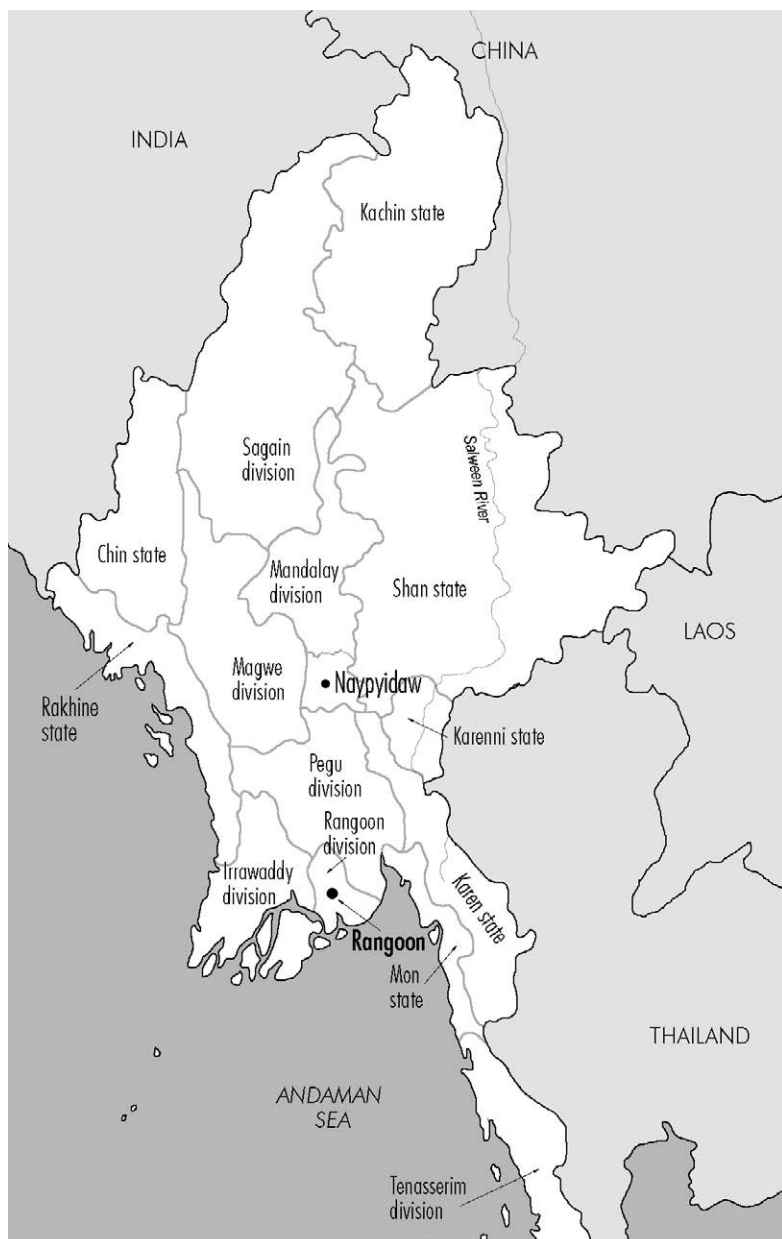 CHINA
INDIA
Kachin state
Sagain
division
Salween River
Chin state
Mandalay
division
Shan state
LAOS
Magwe
division
Naypyidaw
Rakhine
state
Karenni state
Pegu
division
Rangoon
division
Irrawaddy
division
Karen state
Rangoon
Mon
state
THAILAND
ANDAMAN
SEA
Tenasserim
division